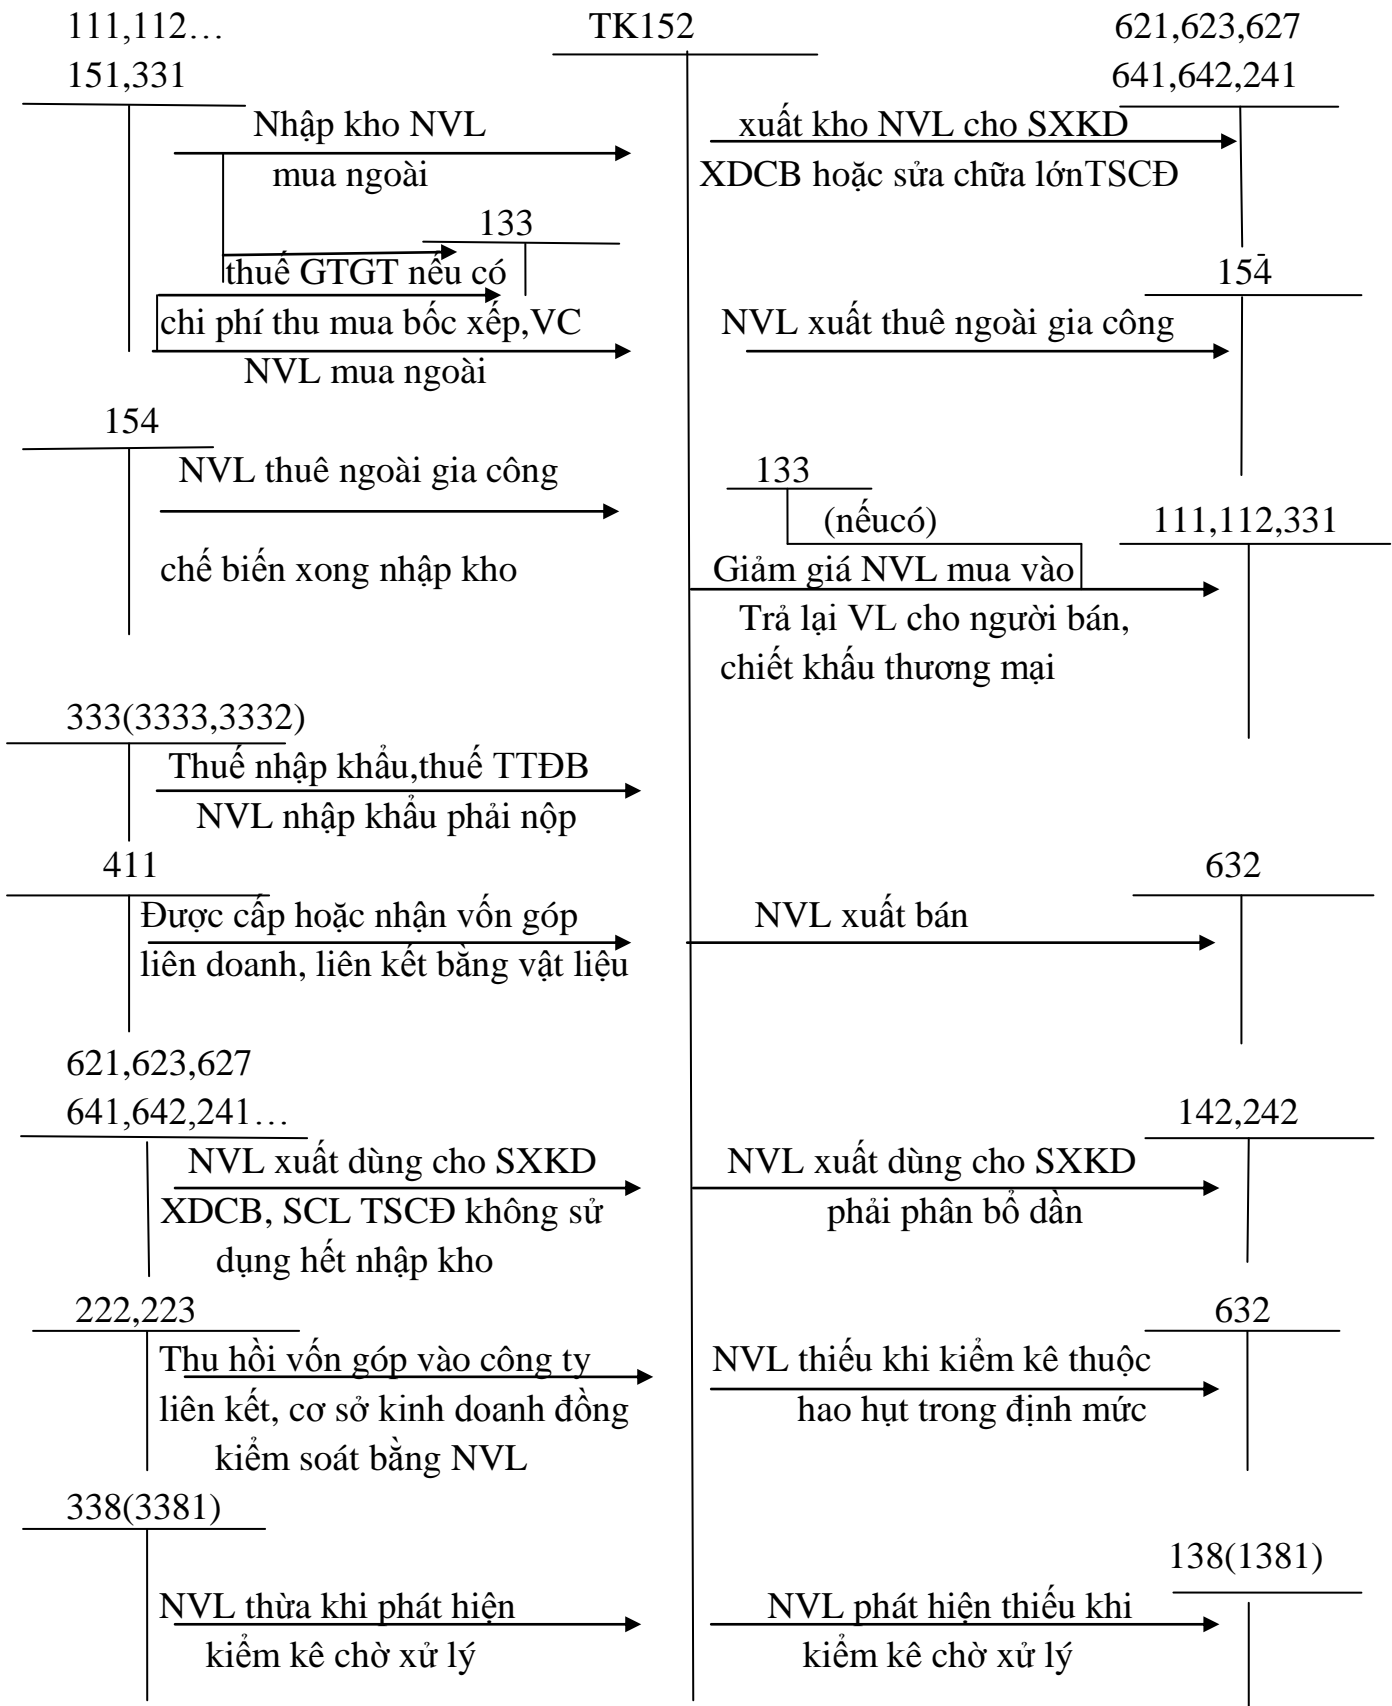 111,112…
151,331
TK152
621,623,627
641,642,241
Nhập kho NVL
mua ngoài
xuất kho NVL cho SXKD
XDCB hoặc sửa chữa lớnTSCĐ
133
thuế GTGT nếu có
chi phí thu mua bốc xếp,VC
NVL mua ngoài
154
NVL xuất thuê ngoài gia công
154
NVL thuê ngoài gia công
chế biến xong nhập kho
133
(nếucó)
111,112,331
Giảm giá NVL mua vào
Trả lại VL cho người bán,
chiết khấu thương mại
333(3333,3332)
Thuế nhập khẩu,thuế TTĐB
NVL nhập khẩu phải nộp
411
Được cấp hoặc nhận vốn góp
liên doanh, liên kết bằng vật liệu
632
NVL xuất bán
621,623,627
641,642,241…
NVL xuất dùng cho SXKD
XDCB, SCL TSCĐ không sử
dụng hết nhập kho
142,242
NVL xuất dùng cho SXKD
phải phân bổ dần
222,223
Thu hồi vốn góp vào công ty
liên kết, cơ sở kinh doanh đồng
kiểm soát bằng NVL
632
NVL thiếu khi kiểm kê thuộc
hao hụt trong định mức
338(3381)
NVL thừa khi phát hiện
kiểm kê chờ xử lý
138(1381)
NVL phát hiện thiếu khi
kiểm kê chờ xử lý